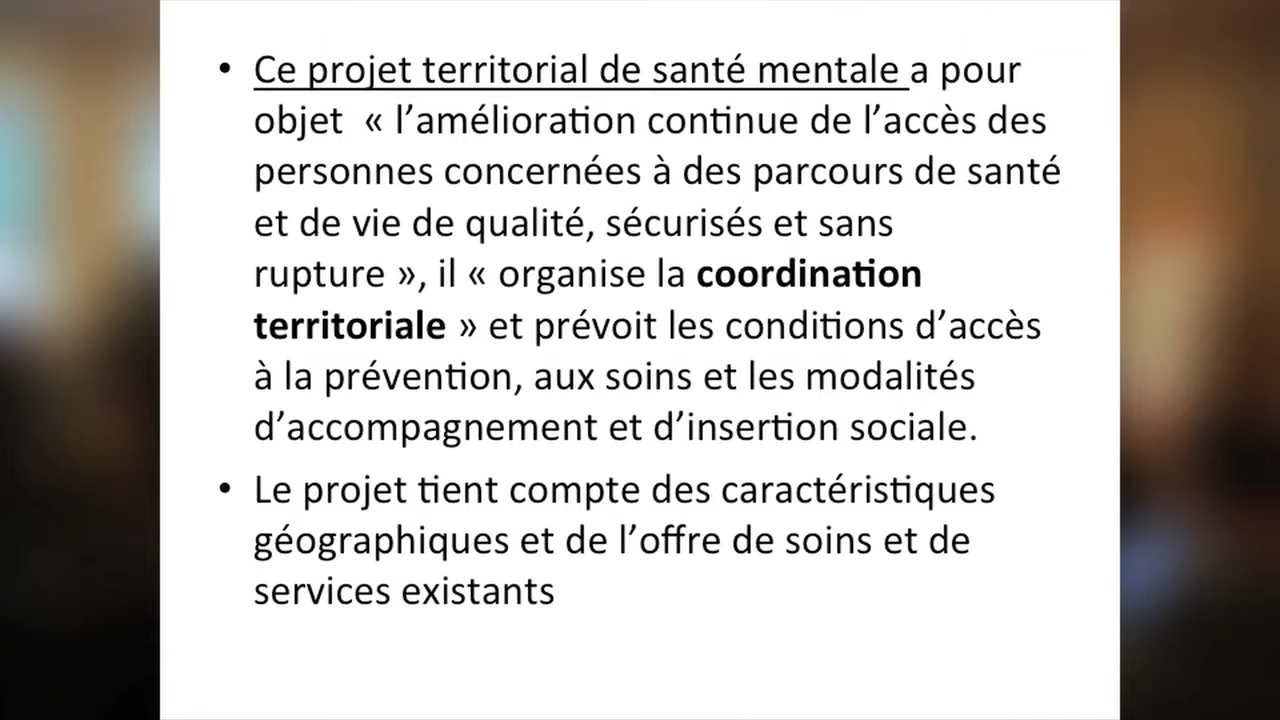 • Ce projet territorial de santé mentale a pour
objet « l’amélioration continue de l’accès des
personnes concernées à des parcours de santé
et de vie de qualité, sécurisés et sans
rupture », il « organise la coordination
territoriale » et prévoit les conditions d’accès
à la prévention, aux soins et les modalités
d’accompagnement et d’insertion sociale.
• Le projet tient compte des caractéristiques
géographiques et de l’offre de soins et de
services existants